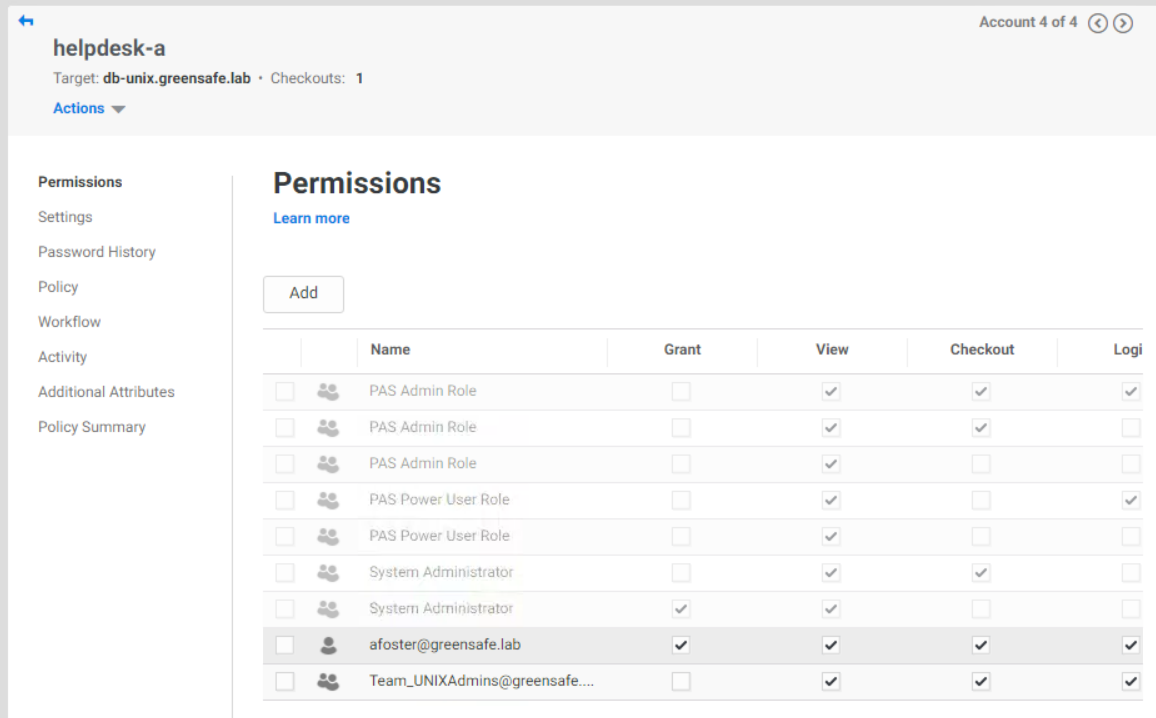 Account 4 of 4
helpdesk-a
Target: db-unix.greensafe.lab • Checkouts: 1
Actions
Permissions
Settings
Password History
Policy
Workflow
Activity
Additional Attributes
Policy Summary
Permissions
Learn more
Add
Name Grant View Checkout Logi
PAS Admin Role
PAS Admin Role
PAS Admin Role
PAS Power User Role
PAS Power User Role
System Administrator
System Administrator
afoster@greensafe.lab
Team_UNIXAdmins@greensafe....